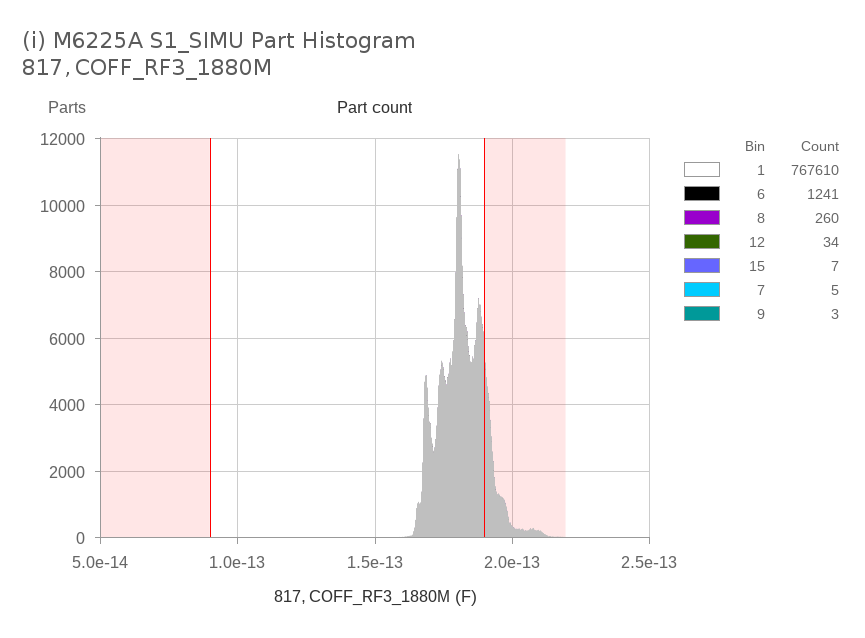 (i) M6225A S1_SIMU Part Histogram
817, COFF_RF3_1880M
Parts
Part count
12000
10000
8000
6000
4000
2000
0
5.0e-14 1.0e-13 1.5e-13 2.0e-13 2.5e-13
817, COFF_RF3_1880M (F)
Bin Count
1 767610
6 1241
8 260
12 34
15 7
7 5
9 3